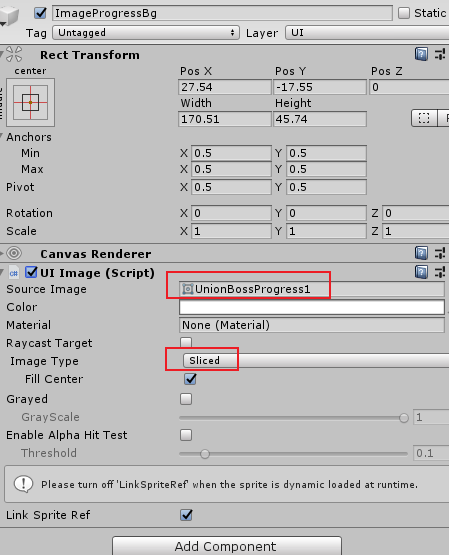 ImageProgressBg Static
Tag Untagged Layer UI
Rect Transform
center
Pos X Pos Y Pos Z
27.54 -17.55 0
Width Height
170.51 45.74
Anchors
Min X 0.5 Y 0.5
Max X 0.5 Y 0.5
Pivot X 0.5 Y 0.5
Rotation X 0 Y 0 Z 0
Scale X 1 Y 1 Z 1
Canvas Renderer
UI Image (Script)
Source Image UnionBossProgress1
Color
Material None (Material)
Raycast Target
Image Type Sliced
Fill Center
Grayed
GrayScale 1
Enable Alpha Hit Test
Threshold 0.1
Please turn off 'LinkSpriteRef' when the sprite is dynamic loaded at runtime.
Link Sprite Ref
Add Component